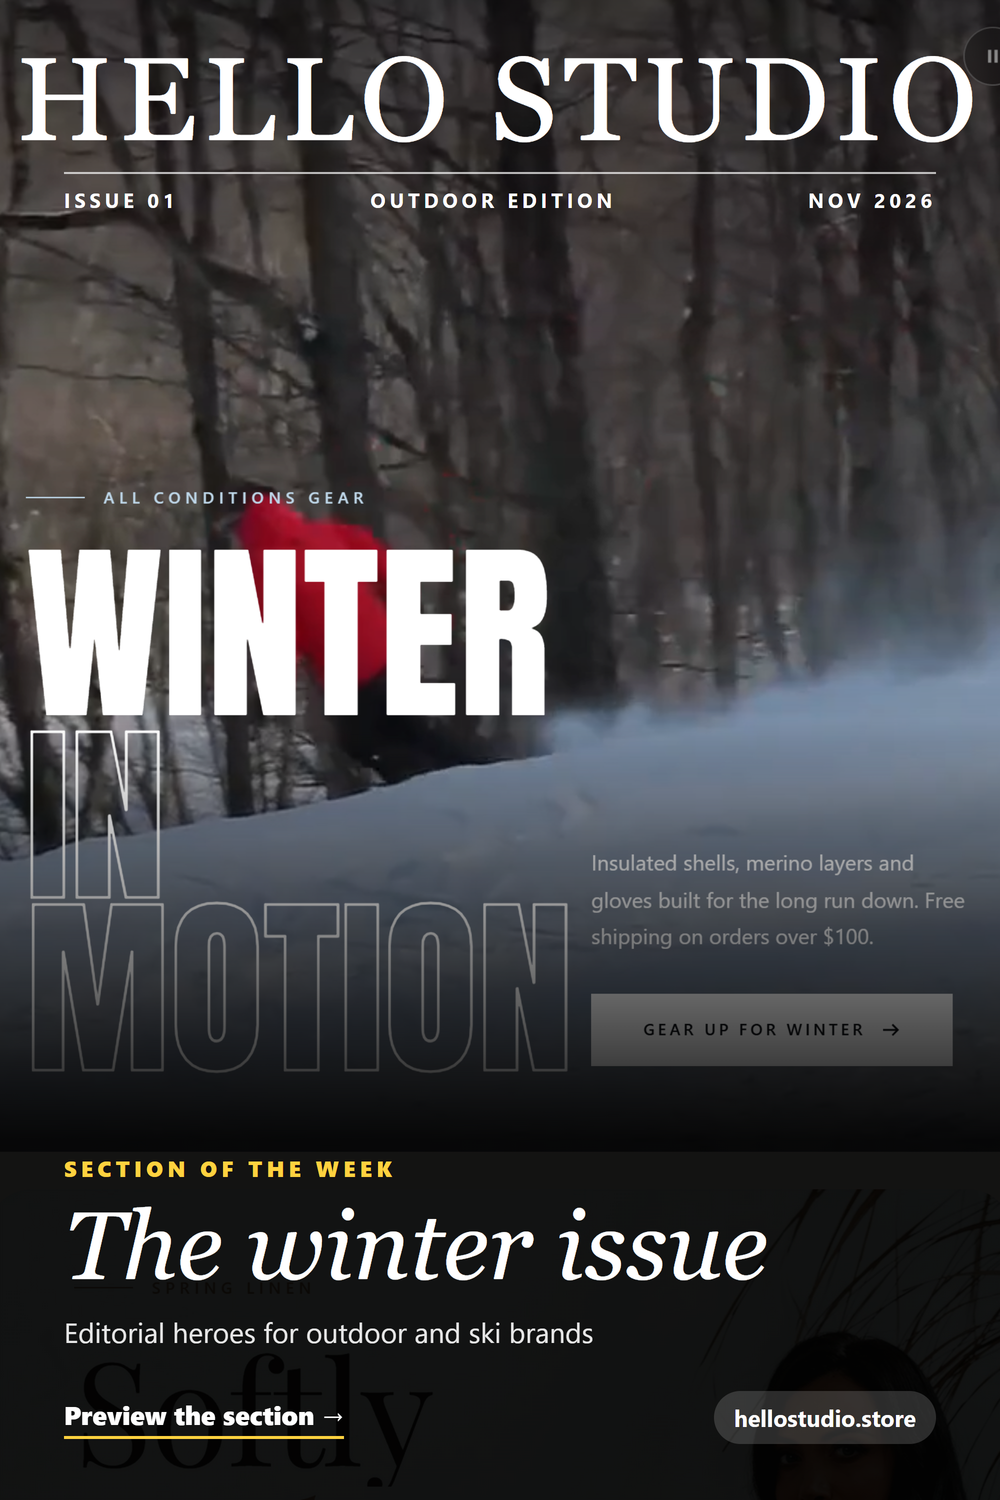 HELLO STUDIO
ISSUE 01 OUTDOOR EDITION NOV 2026
ALL CONDITIONS GEAR
WINTER
IN
MOTION
Insulated shells, merino layers and
gloves built for the long run down. Free
shipping on orders over $100.
GEAR UP FOR WINTER →
SECTION OF THE WEEK
The winter issue
SPRING LINEN
Editorial heroes for outdoor and ski brands
Softly
Preview the section →
hellostudio.store